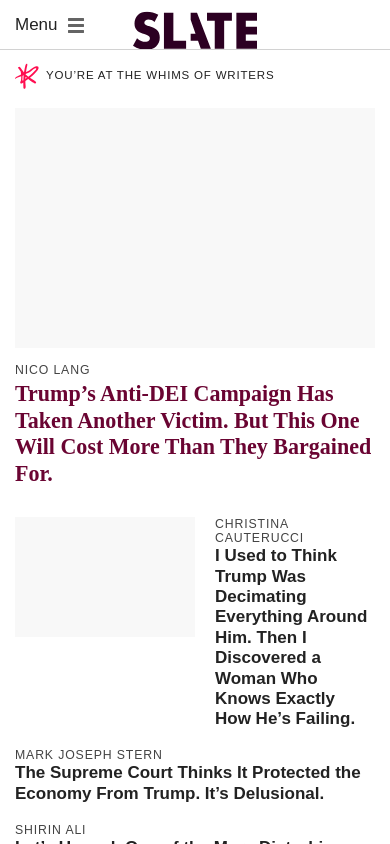 Menu
SLATE
YOU’RE AT THE WHIMS OF WRITERS
NICO LANG
Trump’s Anti-DEI Campaign Has
Taken Another Victim. But This One
Will Cost More Than They Bargained
For.
CHRISTINA
CAUTERUCCI
I Used to Think
Trump Was
Decimating
Everything Around
Him. Then I
Discovered a
Woman Who
Knows Exactly
How He’s Failing.
MARK JOSEPH STERN
The Supreme Court Thinks It Protected the
Economy From Trump. It’s Delusional.
SHIRIN ALI